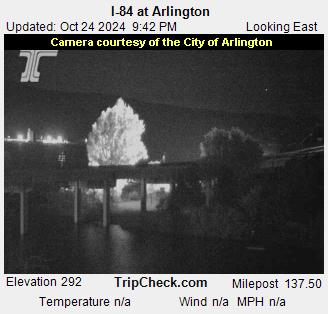 I-84 at Arlington
Updated: Oct 24 2024 9:42 PM Looking East
Camera courtesy of the City of Arlington
Elevation 292 TripCheck.com Milepost 137.50
Temperature n/a Wind n/a MPH n/a